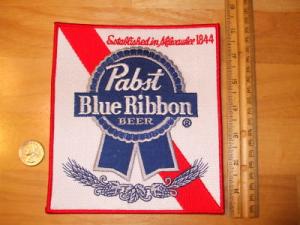 Established in Milwaukee 1844
Pabst
Blue Ribbon
BEER
®